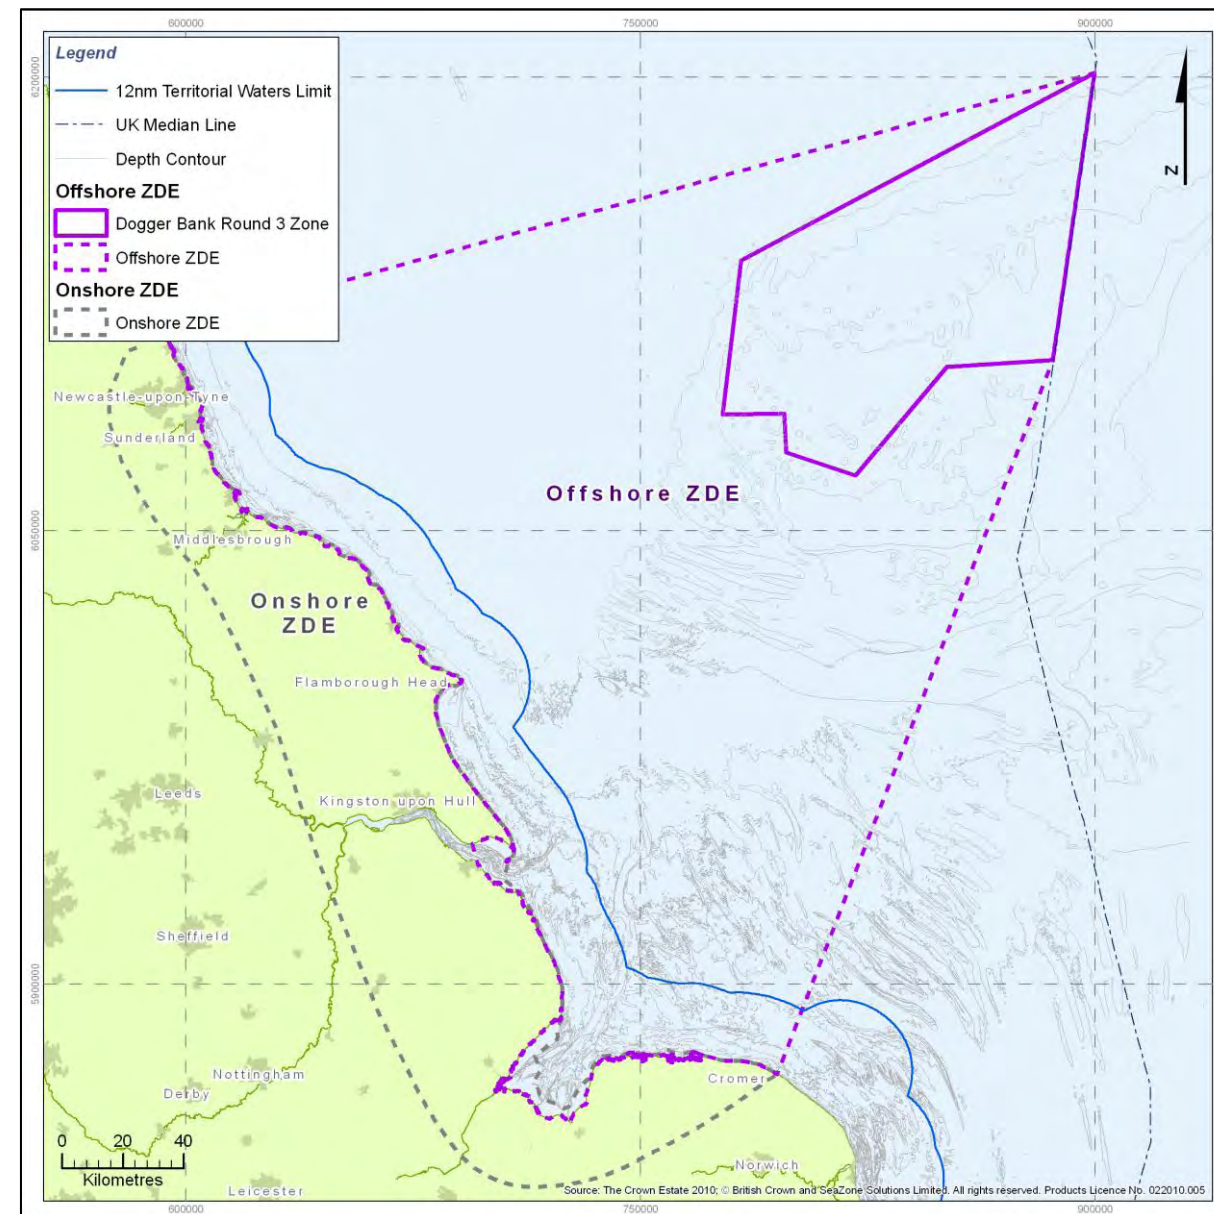 600000 750000 900000
Legend
12nm Territorial Waters Limit
UK Median Line
Depth Contour
Offshore ZDE
Dogger Bank Round 3 Zone
Offshore ZDE
Onshore ZDE
Onshore ZDE
6200000
N
Newcastle-upon-Tyne
Sunderland
Offshore ZDE
6050000
Middlesbrough
Onshore
ZDE
Flamborough Head
Leeds
Kingston upon Hull
Sheffield
5900000
Nottingham
Cromer
Derby
0 20 40
Kilometres
Norwich
Leicester
Source: The Crown Estate 2010; © British Crown and SeaZone Solutions Limited. All rights reserved. Products Licence No. 022010.005
600000 750000 900000